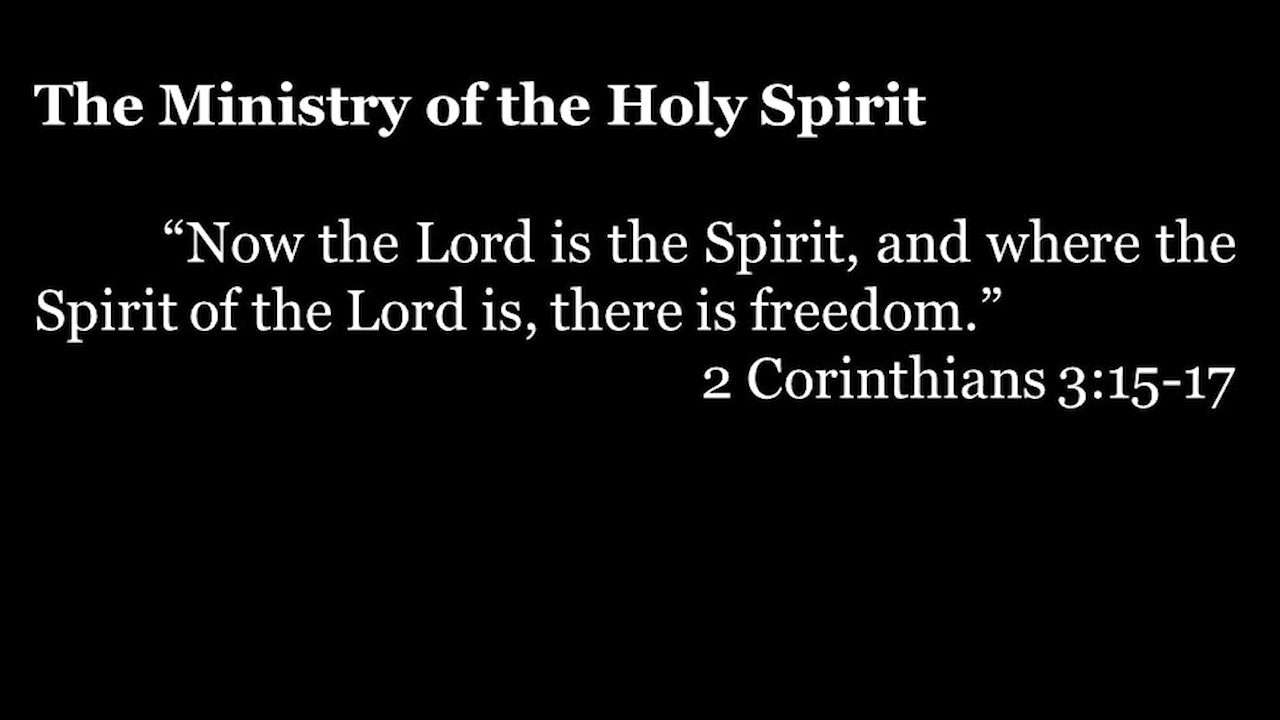 The Ministry of the Holy Spirit
“Now the Lord is the Spirit, and where the
Spirit of the Lord is, there is freedom.”
2 Corinthians 3:15-17